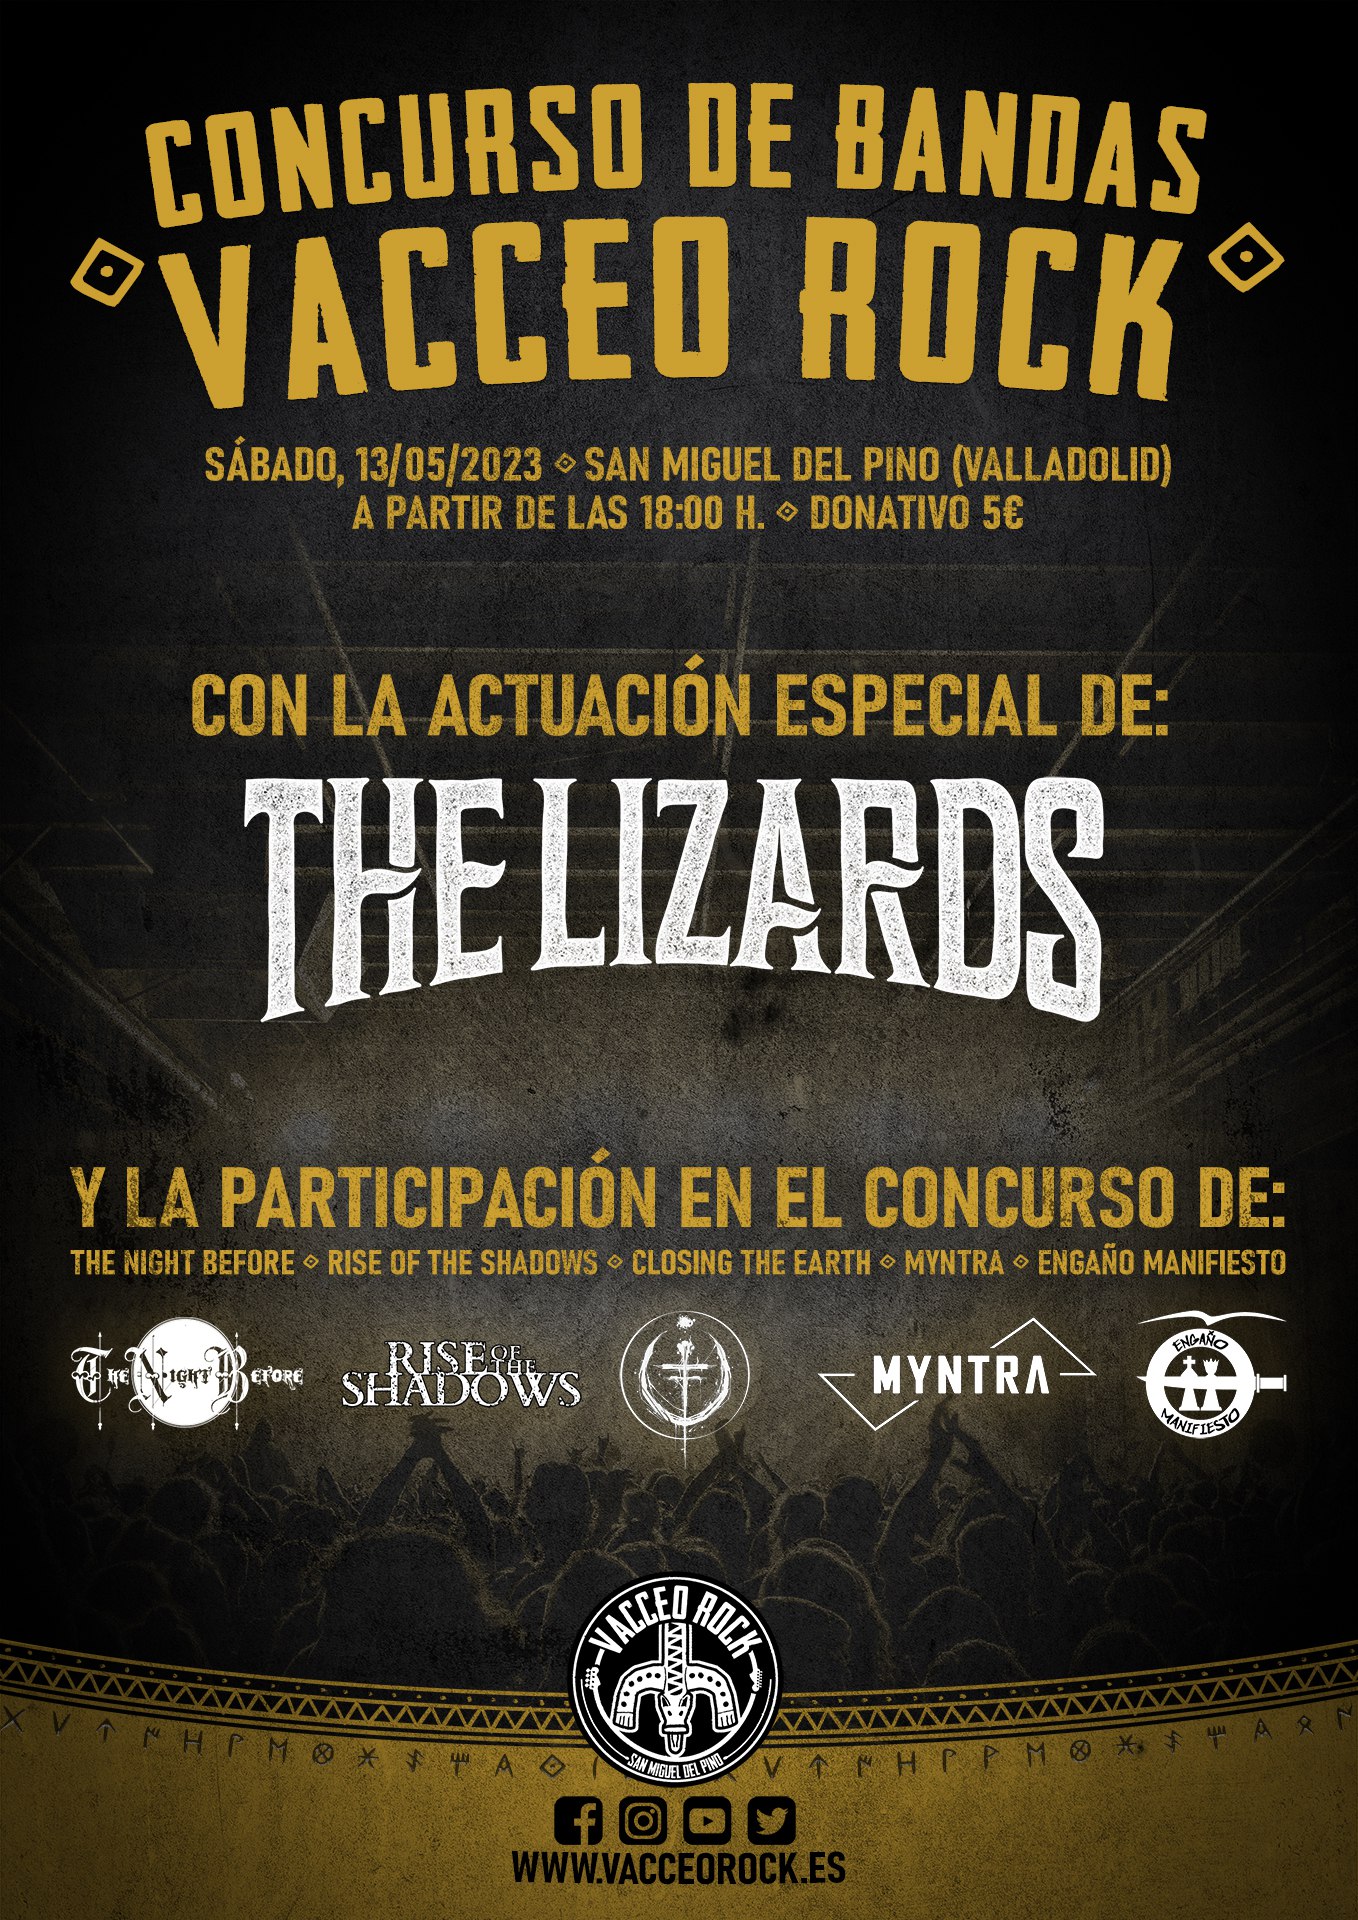 CONCURSO DE BANDAS
VACCEO ROCK
SÁBADO, 13/05/2023 SAN MIGUEL DEL PINO (VALLADOLID)
A PARTIR DE LAS 18:00 H. DONATIVO 5€
CON LA ACTUACIÓN ESPECIAL DE:
THE LIZARDS
Y LA PARTICIPACIÓN EN EL CONCURSO DE:
THE NIGHT BEFORE RISE OF THE SHADOWS CLOSING THE EARTH MYNTRA ENGAÑO MANIFIESTO
THE NIGHT BEFORE
RISE OF THE
SHADOWS
MYNTRA
ENGAÑO
MANIFIESTO
VACCEO ROCK
SAN MIGUEL DEL PINO
WWW.VACCEOROCK.ES